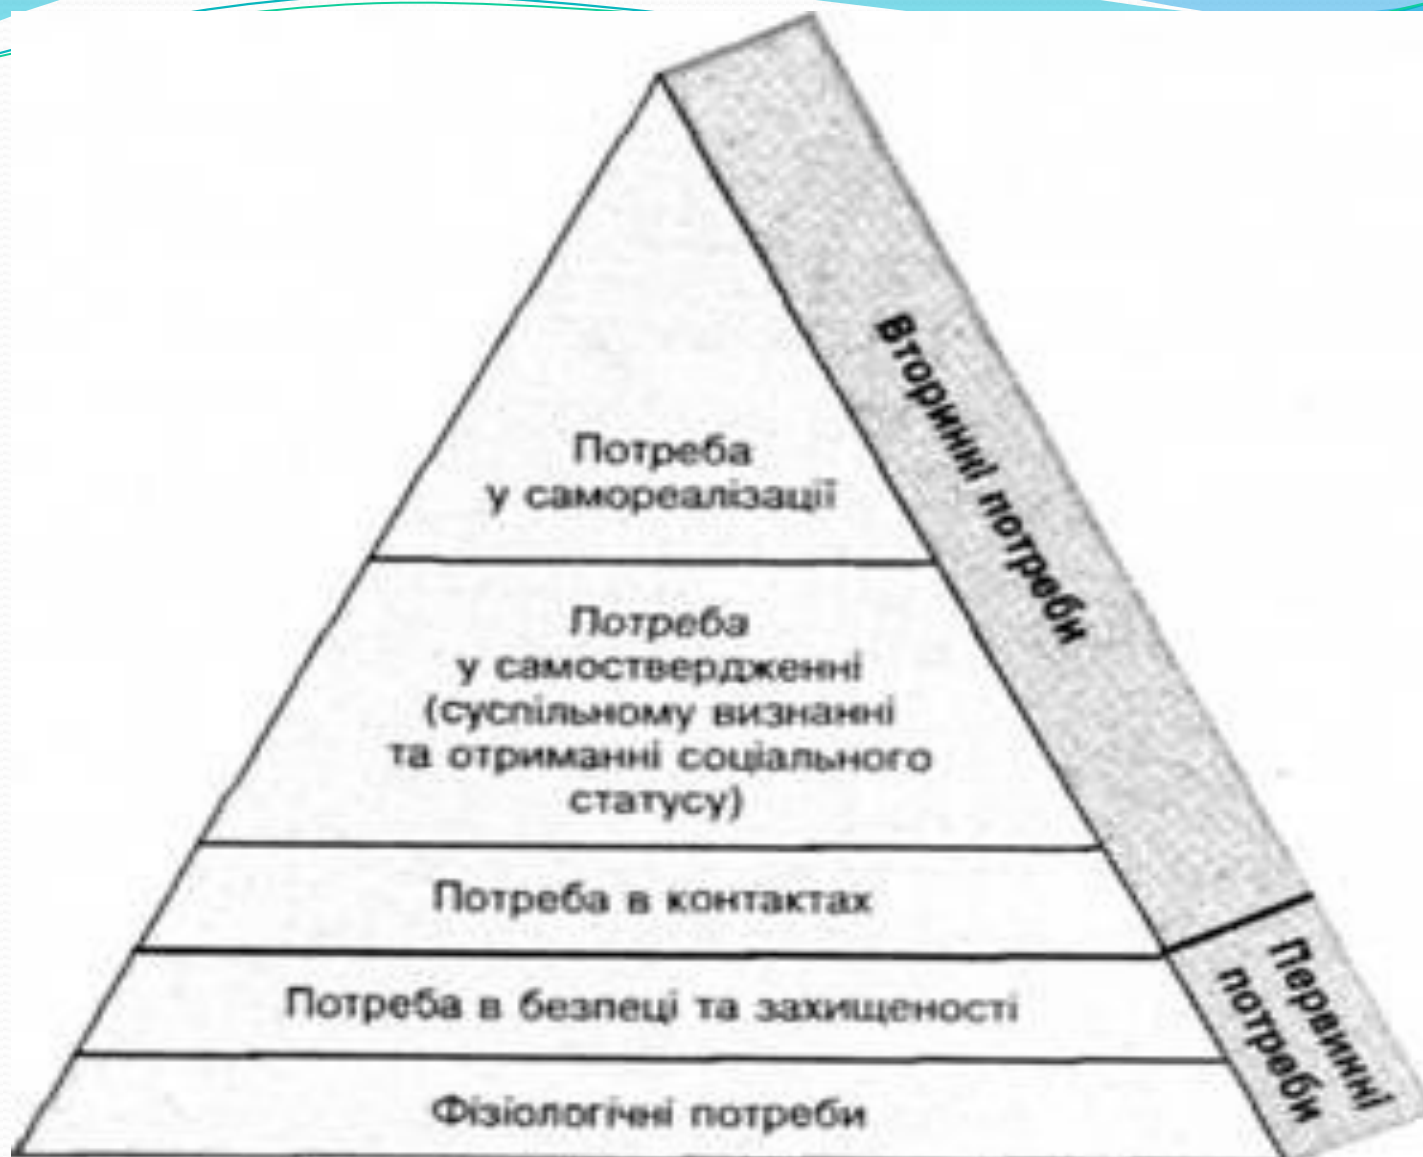 Потреба
у самореалізації
Потреба
у самоствердженні
(суспільному визнанні
та отриманні соціального
статусу)
Потреба в контактах
Потреба в безпеці та захищеності
Фізіологічні потреби
Вторинні потреби
Первинні
потреби